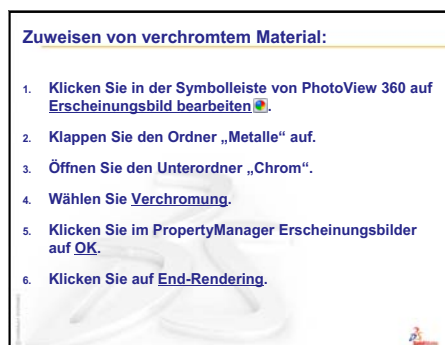 Zuweisen von verchromtem Material:
1. Klicken Sie in der Symbolleiste von PhotoView 360 auf
Erscheinungsbild bearbeiten.
2. Klappen Sie den Ordner „Metalle“ auf.
3. Öffnen Sie den Unterordner „Chrom“.
4. Wählen Sie Verchromung.
5. Klicken Sie im PropertyManager Erscheinungsbilder
auf OK.
6. Klicken Sie auf End-Rendering.